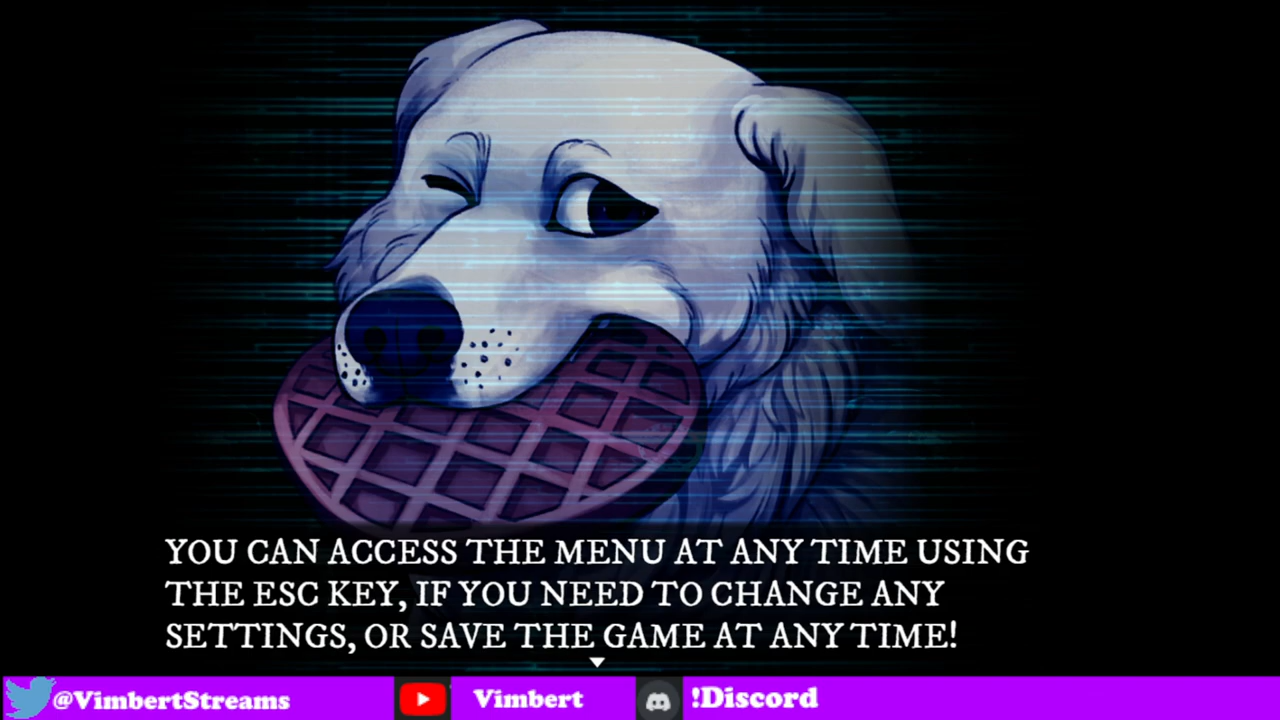 YOU CAN ACCESS THE MENU AT ANY TIME USING
THE ESC KEY, IF YOU NEED TO CHANGE ANY
SETTINGS, OR SAVE THE GAME AT ANY TIME!
@VimbertStreams Vimbert !Discord